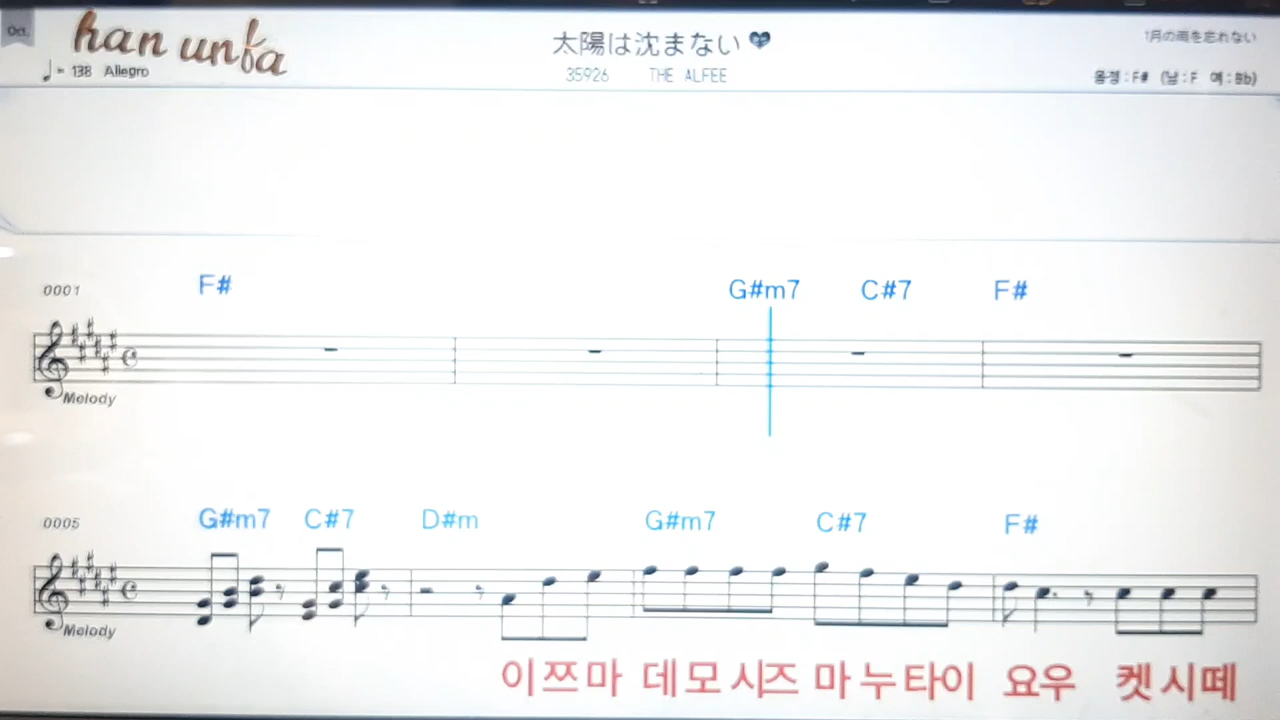 Oct.
han unfa
太陽は沈まない
1月の雨を忘れない
♩= 138 Allegro
35926 THE ALFEE
음정 : F# (남 : F 여 : Bb)
0001 F# G#m7 C#7 F#
Melody
0005 G#m7 C#7 D#m G#m7 C#7 F#
Melody
이쯔마 데모 시즈 마 누타이 요우 켓시떼